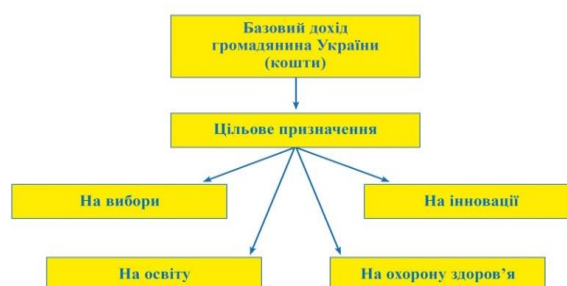 Базовий дохід
громадянина України
(кошти)
Цільове призначення
На вибори
На інновації
На освіту
На охорону здоров’я